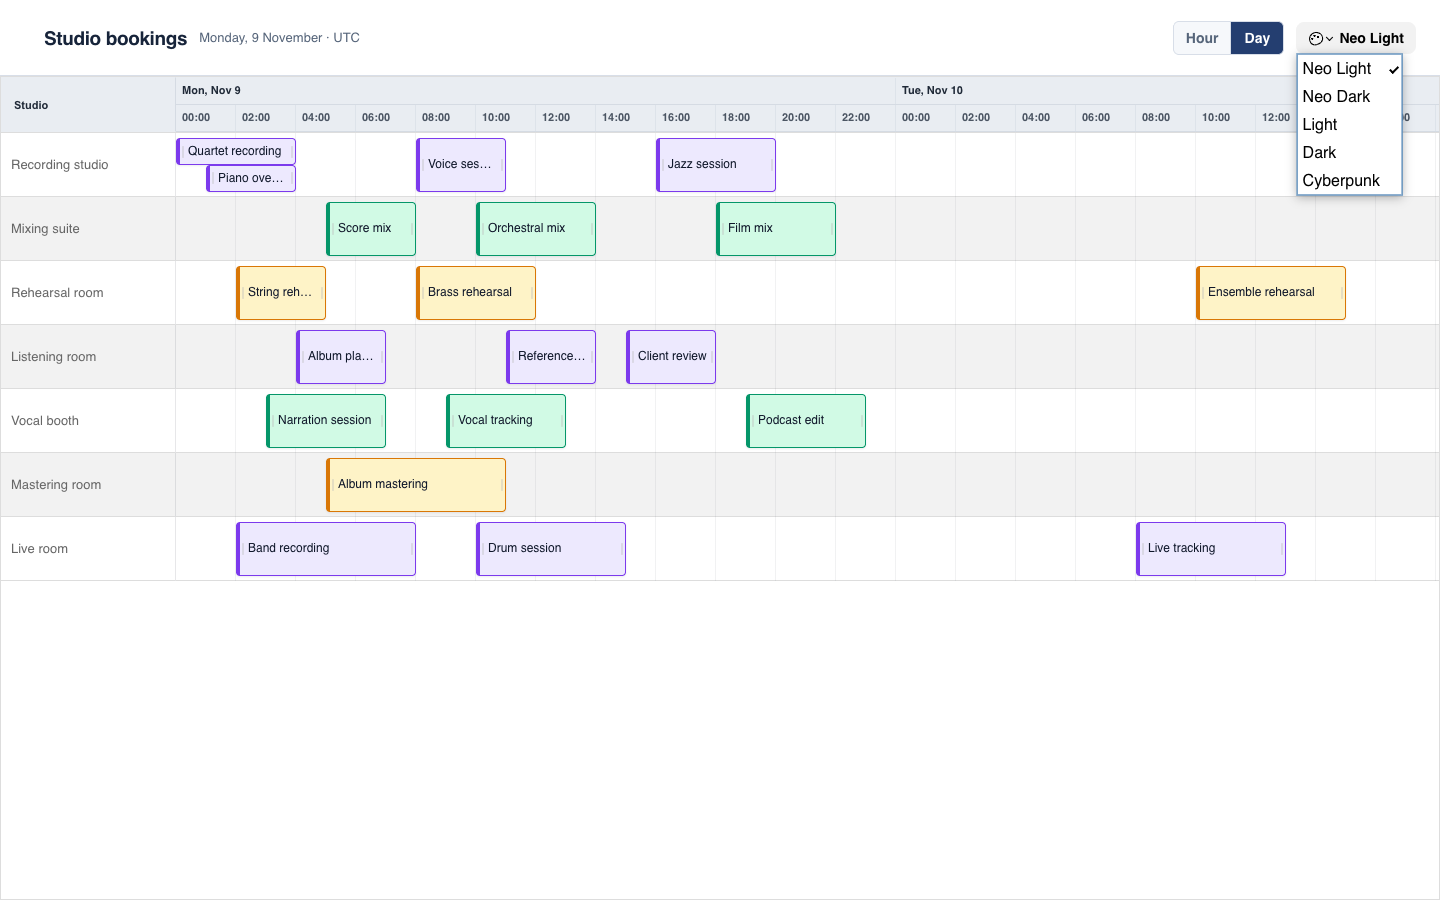 Studio bookings Monday, 9 November · UTC
Hour Day Neo Light
Neo Light
Neo Dark
Light
Dark
Cyberpunk
Studio
Mon, Nov 9 Tue, Nov 10
00:00 02:00 04:00 06:00 08:00 10:00 12:00 14:00 16:00 18:00 20:00 22:00 00:00 02:00 04:00 06:00 08:00 10:00 12:00
Recording studio
Quartet recording
Piano ove…
Voice ses…
Jazz session
Mixing suite
Score mix
Orchestral mix
Film mix
Rehearsal room
String reh…
Brass rehearsal
Ensemble rehearsal
Listening room
Album pla…
Reference…
Client review
Vocal booth
Narration session
Vocal tracking
Podcast edit
Mastering room
Album mastering
Live room
Band recording
Drum session
Live tracking